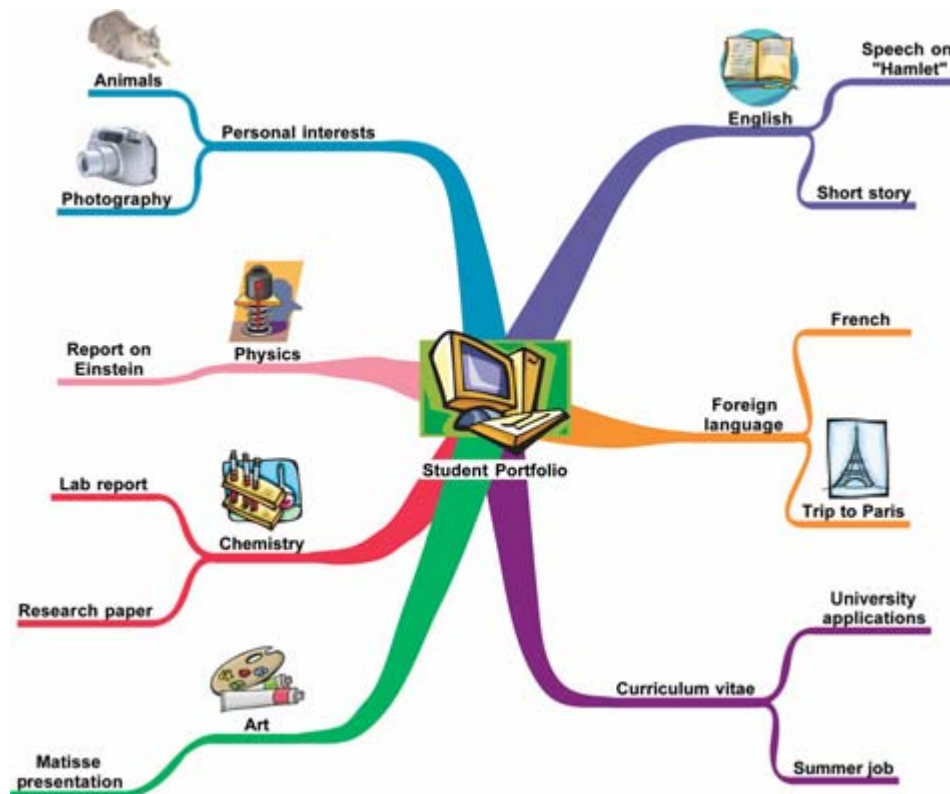 Speech on
"Hamlet"
English
Short story
French
Foreign
language
Trip to Paris
University
applications
Curriculum vitae
Summer job
Student Portfolio
Animals
Personal interests
Photography
Physics
Report on
Einstein
Lab report
Chemistry
Research paper
Art
Matisse
presentation